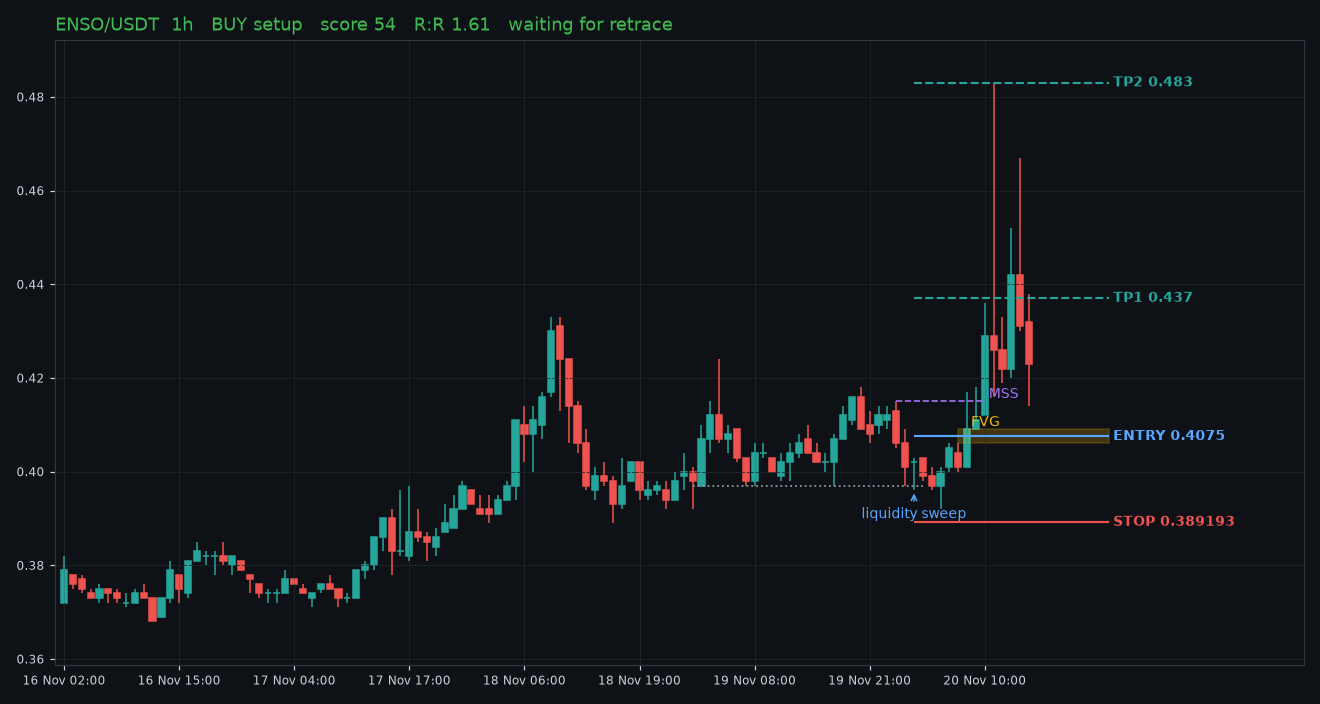 ENSO/USDT 1h BUY setup score 54 R:R 1.61 waiting for retrace
TP2 0.483
0.48
0.46
0.44
TP1 0.437
0.42
MSS
FVG
ENTRY 0.4075
0.40
liquidity sweep
STOP 0.389193
0.38
0.36
16 Nov 02:00
16 Nov 15:00
17 Nov 04:00
17 Nov 17:00
18 Nov 06:00
18 Nov 19:00
19 Nov 08:00
19 Nov 21:00
20 Nov 10:00